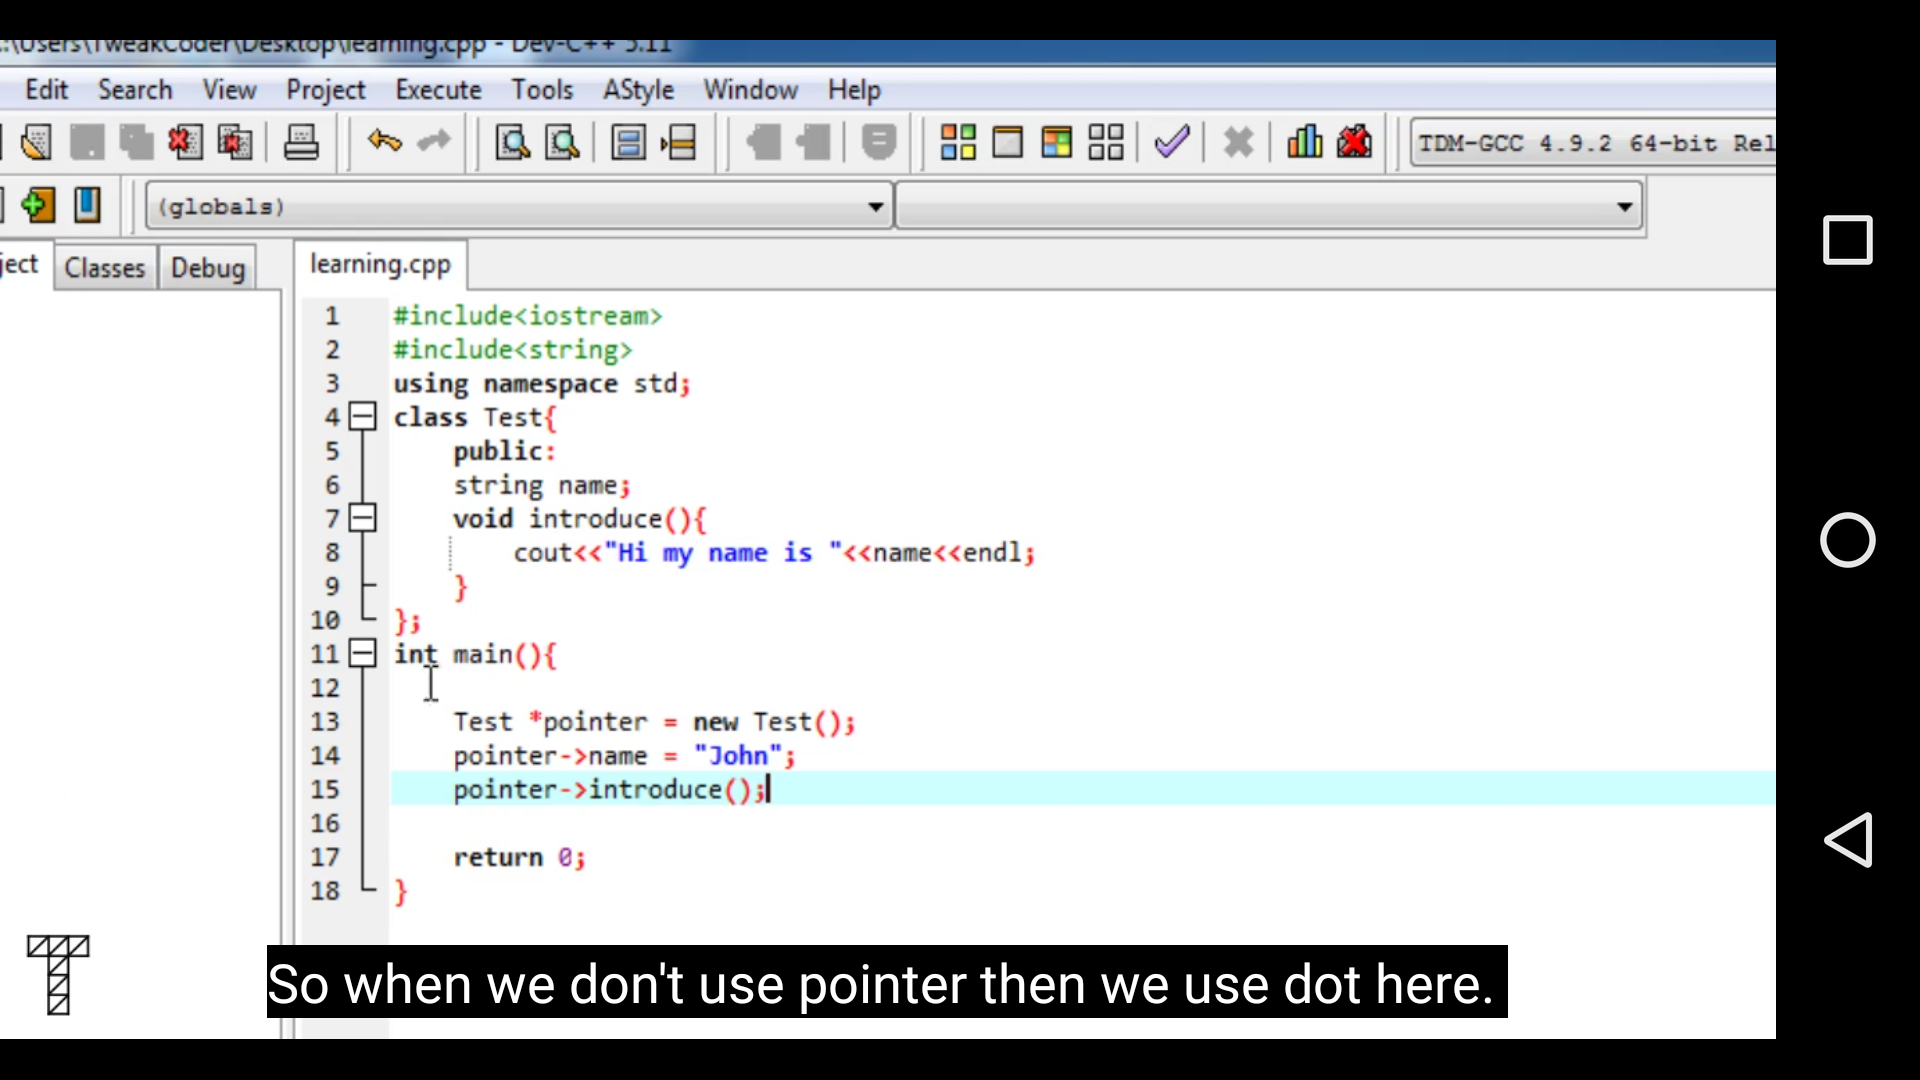 :\Users\TweakCoder\Desktop\learning.cpp - Dev-C++ 5.11
Edit Search View Project Execute Tools AStyle Window Help
TDM-GCC 4.9.2 64-bit Rel
(globals)
ject Classes Debug
learning.cpp
1 #include<iostream>
2 #include<string>
3 using namespace std;
4 class Test{
5 public:
6 string name;
7 void introduce(){
8 cout<<"Hi my name is "<<name<<endl;
9 }
10 };
11 int main(){
12
13 Test *pointer = new Test();
14 pointer->name = "John";
15 pointer->introduce();
16
17 return 0;
18 }
So when we don't use pointer then we use dot here.